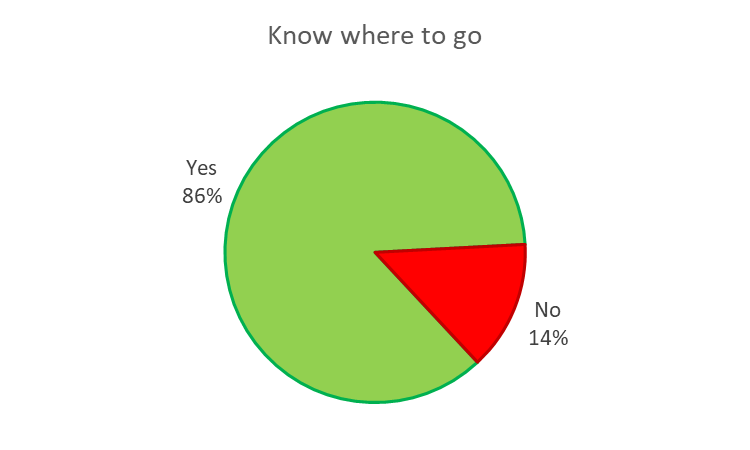 Know where to go
Yes
86%
No
14%